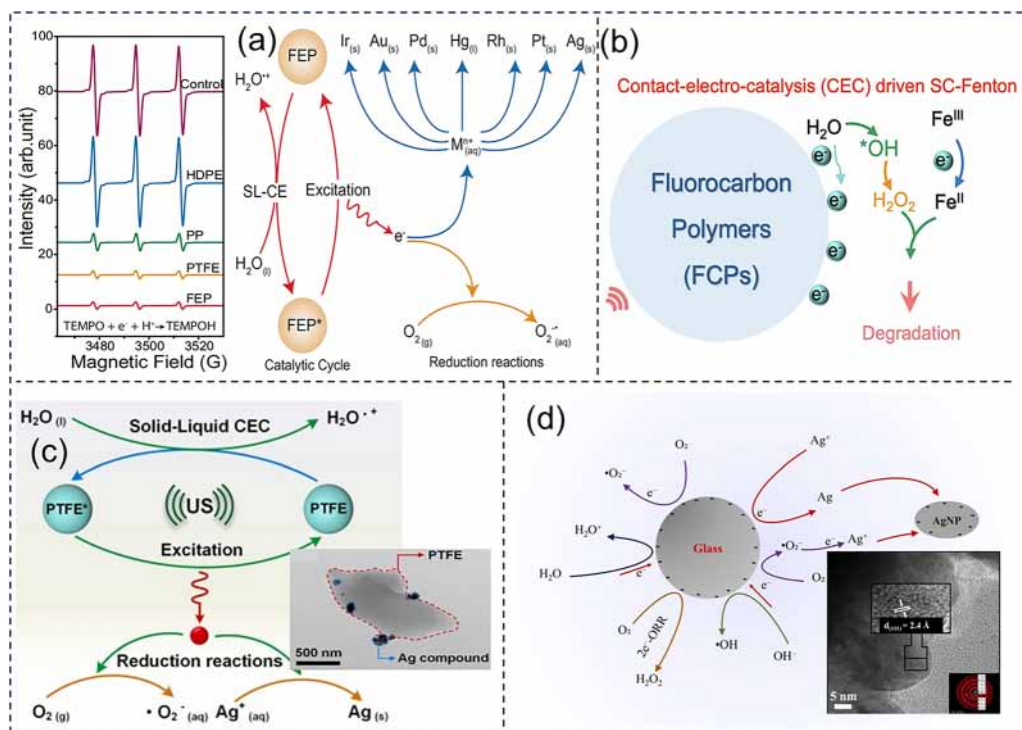 (a)
Intensity (arb.unit)
100
80
60
40
20
0
Control
HDPE
PP
PTFE
FEP
TEMPO + e⁻ + H⁺→TEMPOH
3480 3500 3520
Magnetic Field (G)
FEP
H₂O•⁺
SL-CE
Excitation
H₂O(l)
FEP*
Catalytic Cycle
Ir(s) Au(s) Pd(s) Hg(l) Rh(s) Pt(s) Ag(s)
Mⁿ⁺(aq)
e⁻
O₂(g)
O₂•⁻(aq)
Reduction reactions
(b)
Contact-electro-catalysis (CEC) driven SC-Fenton
Fluorocarbon
Polymers
(FCPs)
H₂O
*OH
H₂O₂
Feᴵᴵᴵ
Feᴵᴵ
e⁻
e⁻
e⁻
e⁻
Degradation
(c)
H₂O (l)
Solid-Liquid CEC
H₂O•⁺
PTFE*
US
PTFE
Excitation
Reduction reactions
O₂ (g)
•O₂⁻ (aq)
Ag⁺ (aq)
Ag (s)
PTFE
500 nm
Ag compound
(d)
O₂
•O₂⁻
e⁻
Ag⁺
e⁻
Ag
AgNP
H₂O⁺
H₂O
e⁻
Glass
•O₂⁻
e⁻
Ag⁺
O₂
e⁻
O₂
2e⁻-ORR
H₂O₂
•OH
OH⁻
d(111) = 2.4 Å
5 nm